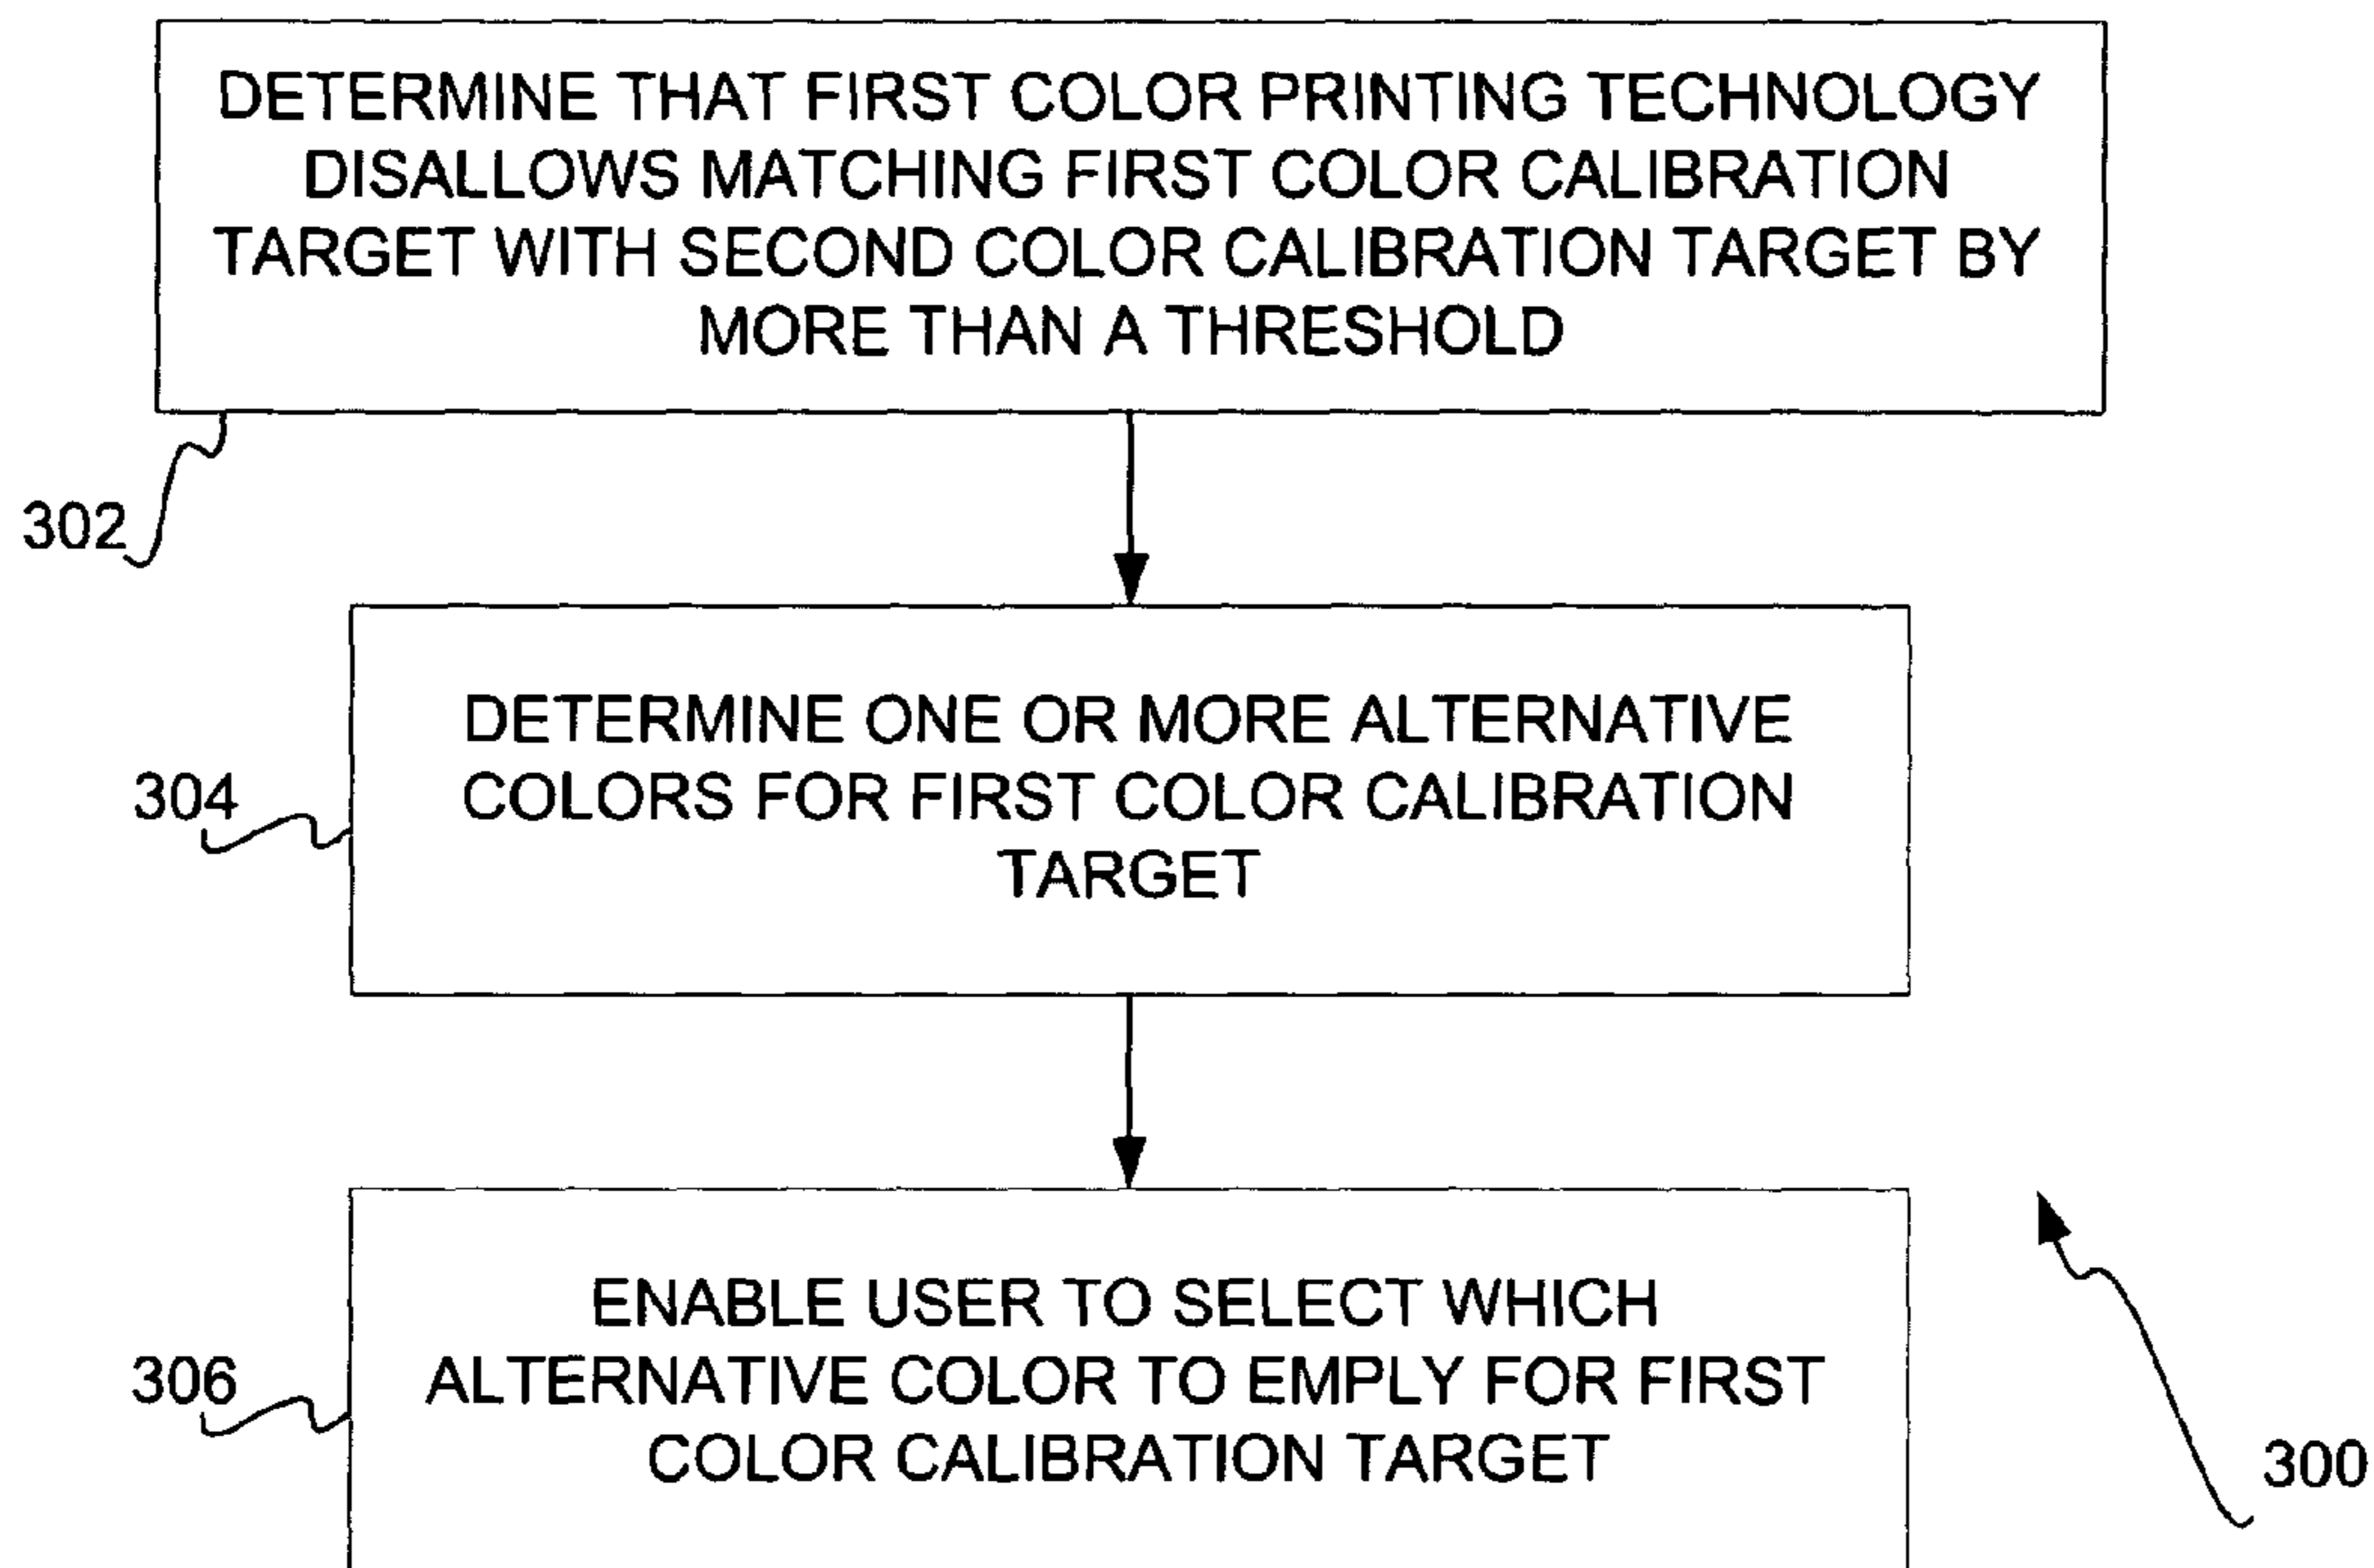 DETERMINE THAT FIRST COLOR PRINTING TECHNOLOGY
DISALLOWS MATCHING FIRST COLOR CALIBRATION
TARGET WITH SECOND COLOR CALIBRATION TARGET BY
MORE THAN A THRESHOLD
302
DETERMINE ONE OR MORE ALTERNATIVE
COLORS FOR FIRST COLOR CALIBRATION
TARGET
304
ENABLE USER TO SELECT WHICH
ALTERNATIVE COLOR TO EMPLY FOR FIRST
COLOR CALIBRATION TARGET
306
300